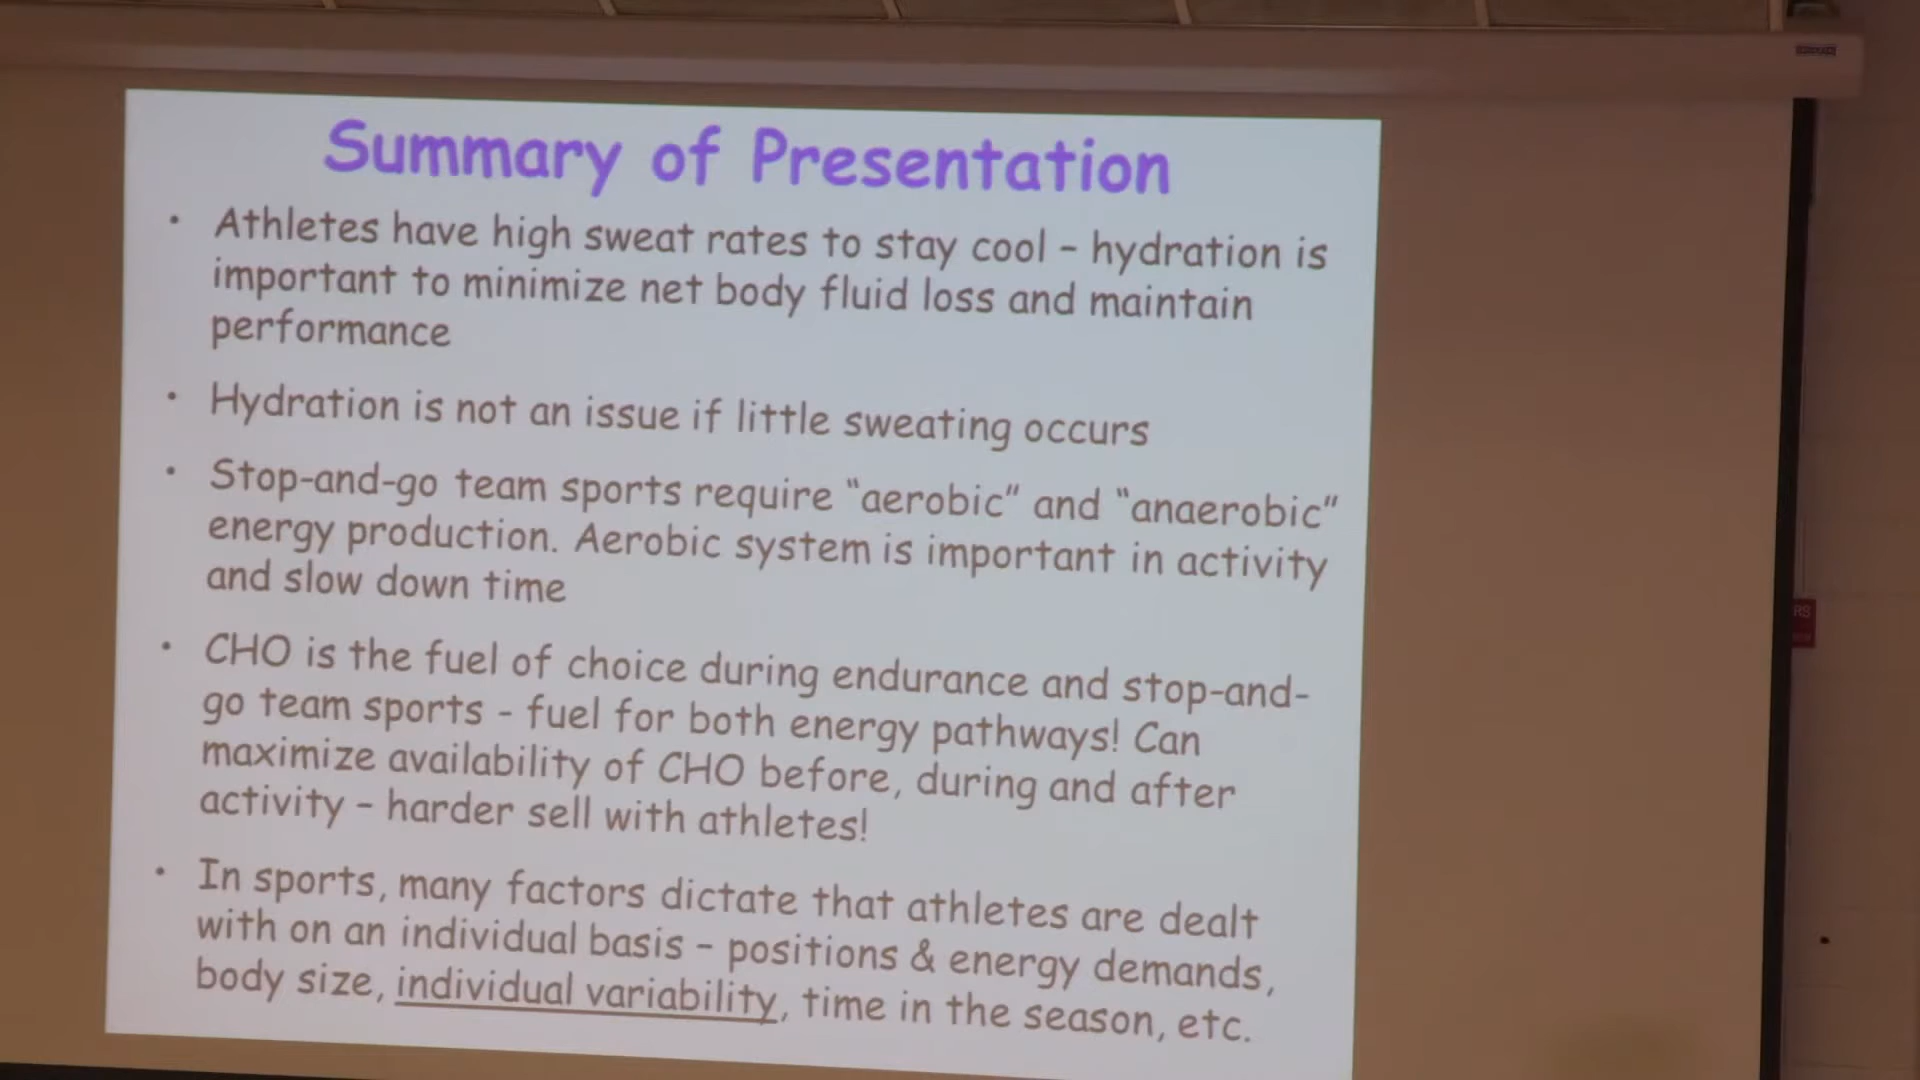 Summary of Presentation
• Athletes have high sweat rates to stay cool – hydration is
important to minimize net body fluid loss and maintain
performance
• Hydration is not an issue if little sweating occurs
• Stop-and-go team sports require “aerobic” and “anaerobic”
energy production. Aerobic system is important in activity
and slow down time
• CHO is the fuel of choice during endurance and stop-and-
go team sports - fuel for both energy pathways! Can
maximize availability of CHO before, during and after
activity – harder sell with athletes!
• In sports, many factors dictate that athletes are dealt
with on an individual basis – positions & energy demands,
body size, individual variability, time in the season, etc.
RS